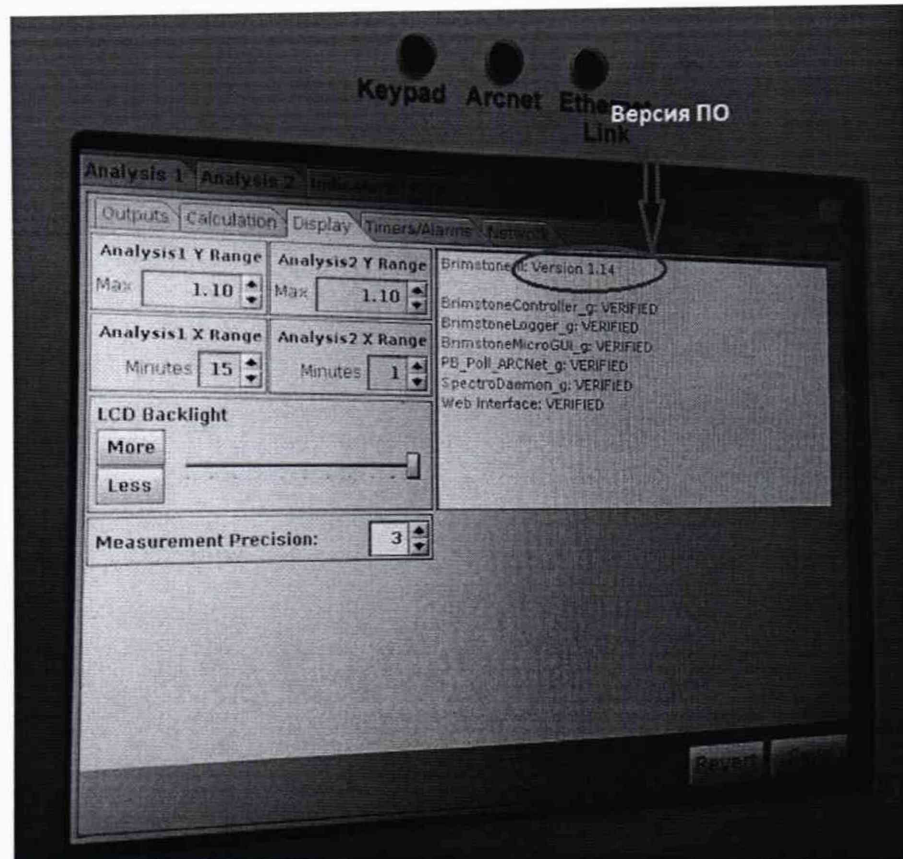 Keypad Arcnet
Link
Версия ПО
Analysis 1 Analysis 2
Outputs Calculation Display Timers/Alarms Network
Analysis1 Y Range
Max 1.10
Analysis2 Y Range
Max 1.10
Analysis1 X Range
Minutes 15
Analysis2 X Range
Minutes 1
LCD Backlight
More
Less
Measurement Precision: 3
Version 1.14
BrimstoneController_g: VERIFIED
BrimstoneLogger_g: VERIFIED
BrimstoneMicroGUI_g: VERIFIED
PB_Poll_ARCNet_g: VERIFIED
SpectroDaemon_g: VERIFIED
Web Interface: VERIFIED
Revert